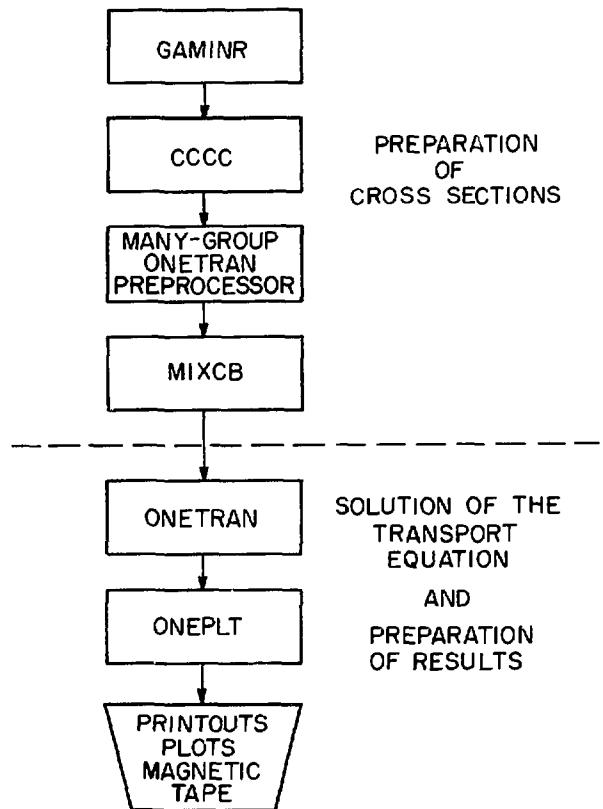 GAMINR
CCCC
PREPARATION
OF
CROSS SECTIONS
MANY-GROUP
ONETRAN
PREPROCESSOR
MIXCB
ONETRAN
SOLUTION OF THE
TRANSPORT
EQUATION
AND
PREPARATION
OF RESULTS
ONEPLT
PRINTOUTS
PLOTS
MAGNETIC
TAPE